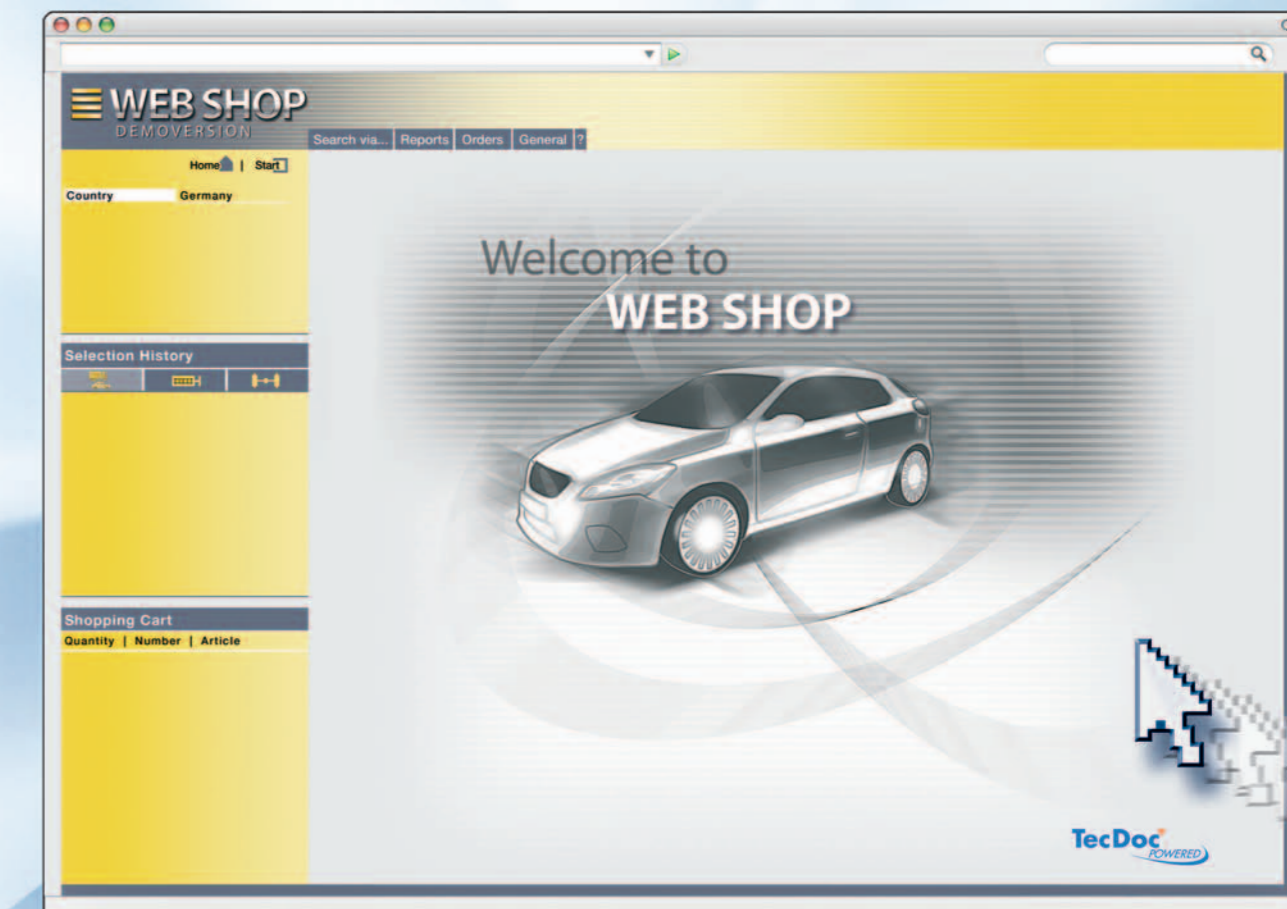 WEB SHOP
DEMOVERSION
Search via... Reports Orders General ?
Home | Start
Country Germany
Welcome to
WEB SHOP
Selection History
Shopping Cart
Quantity | Number | Article
TecDoc
POWERED